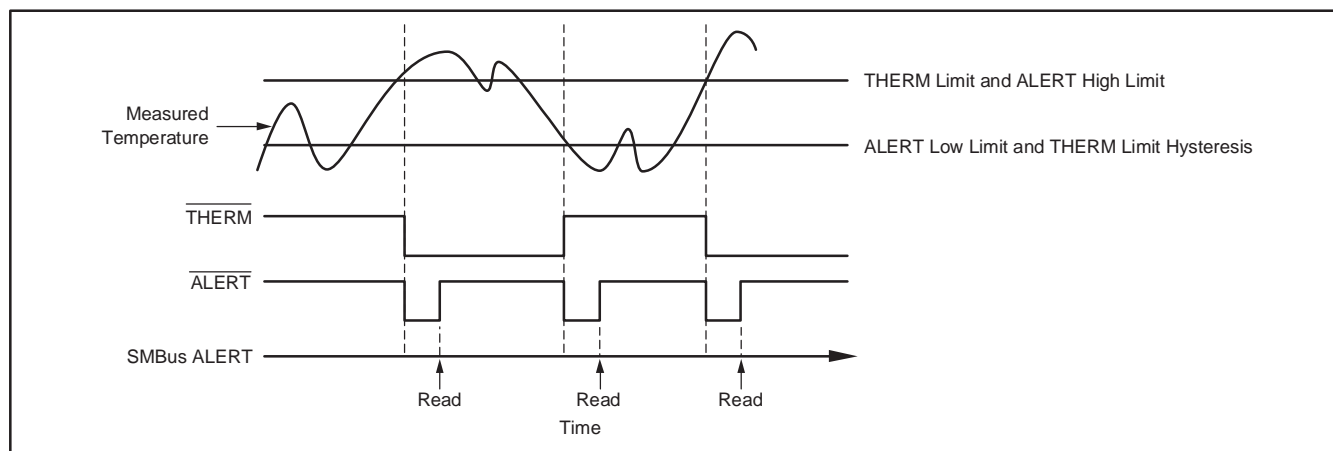 THERM Limit and ALERT High Limit
Measured
Temperature
ALERT Low Limit and THERM Limit Hysteresis
THERM
ALERT
SMBus ALERT
Read
Read
Read
Time